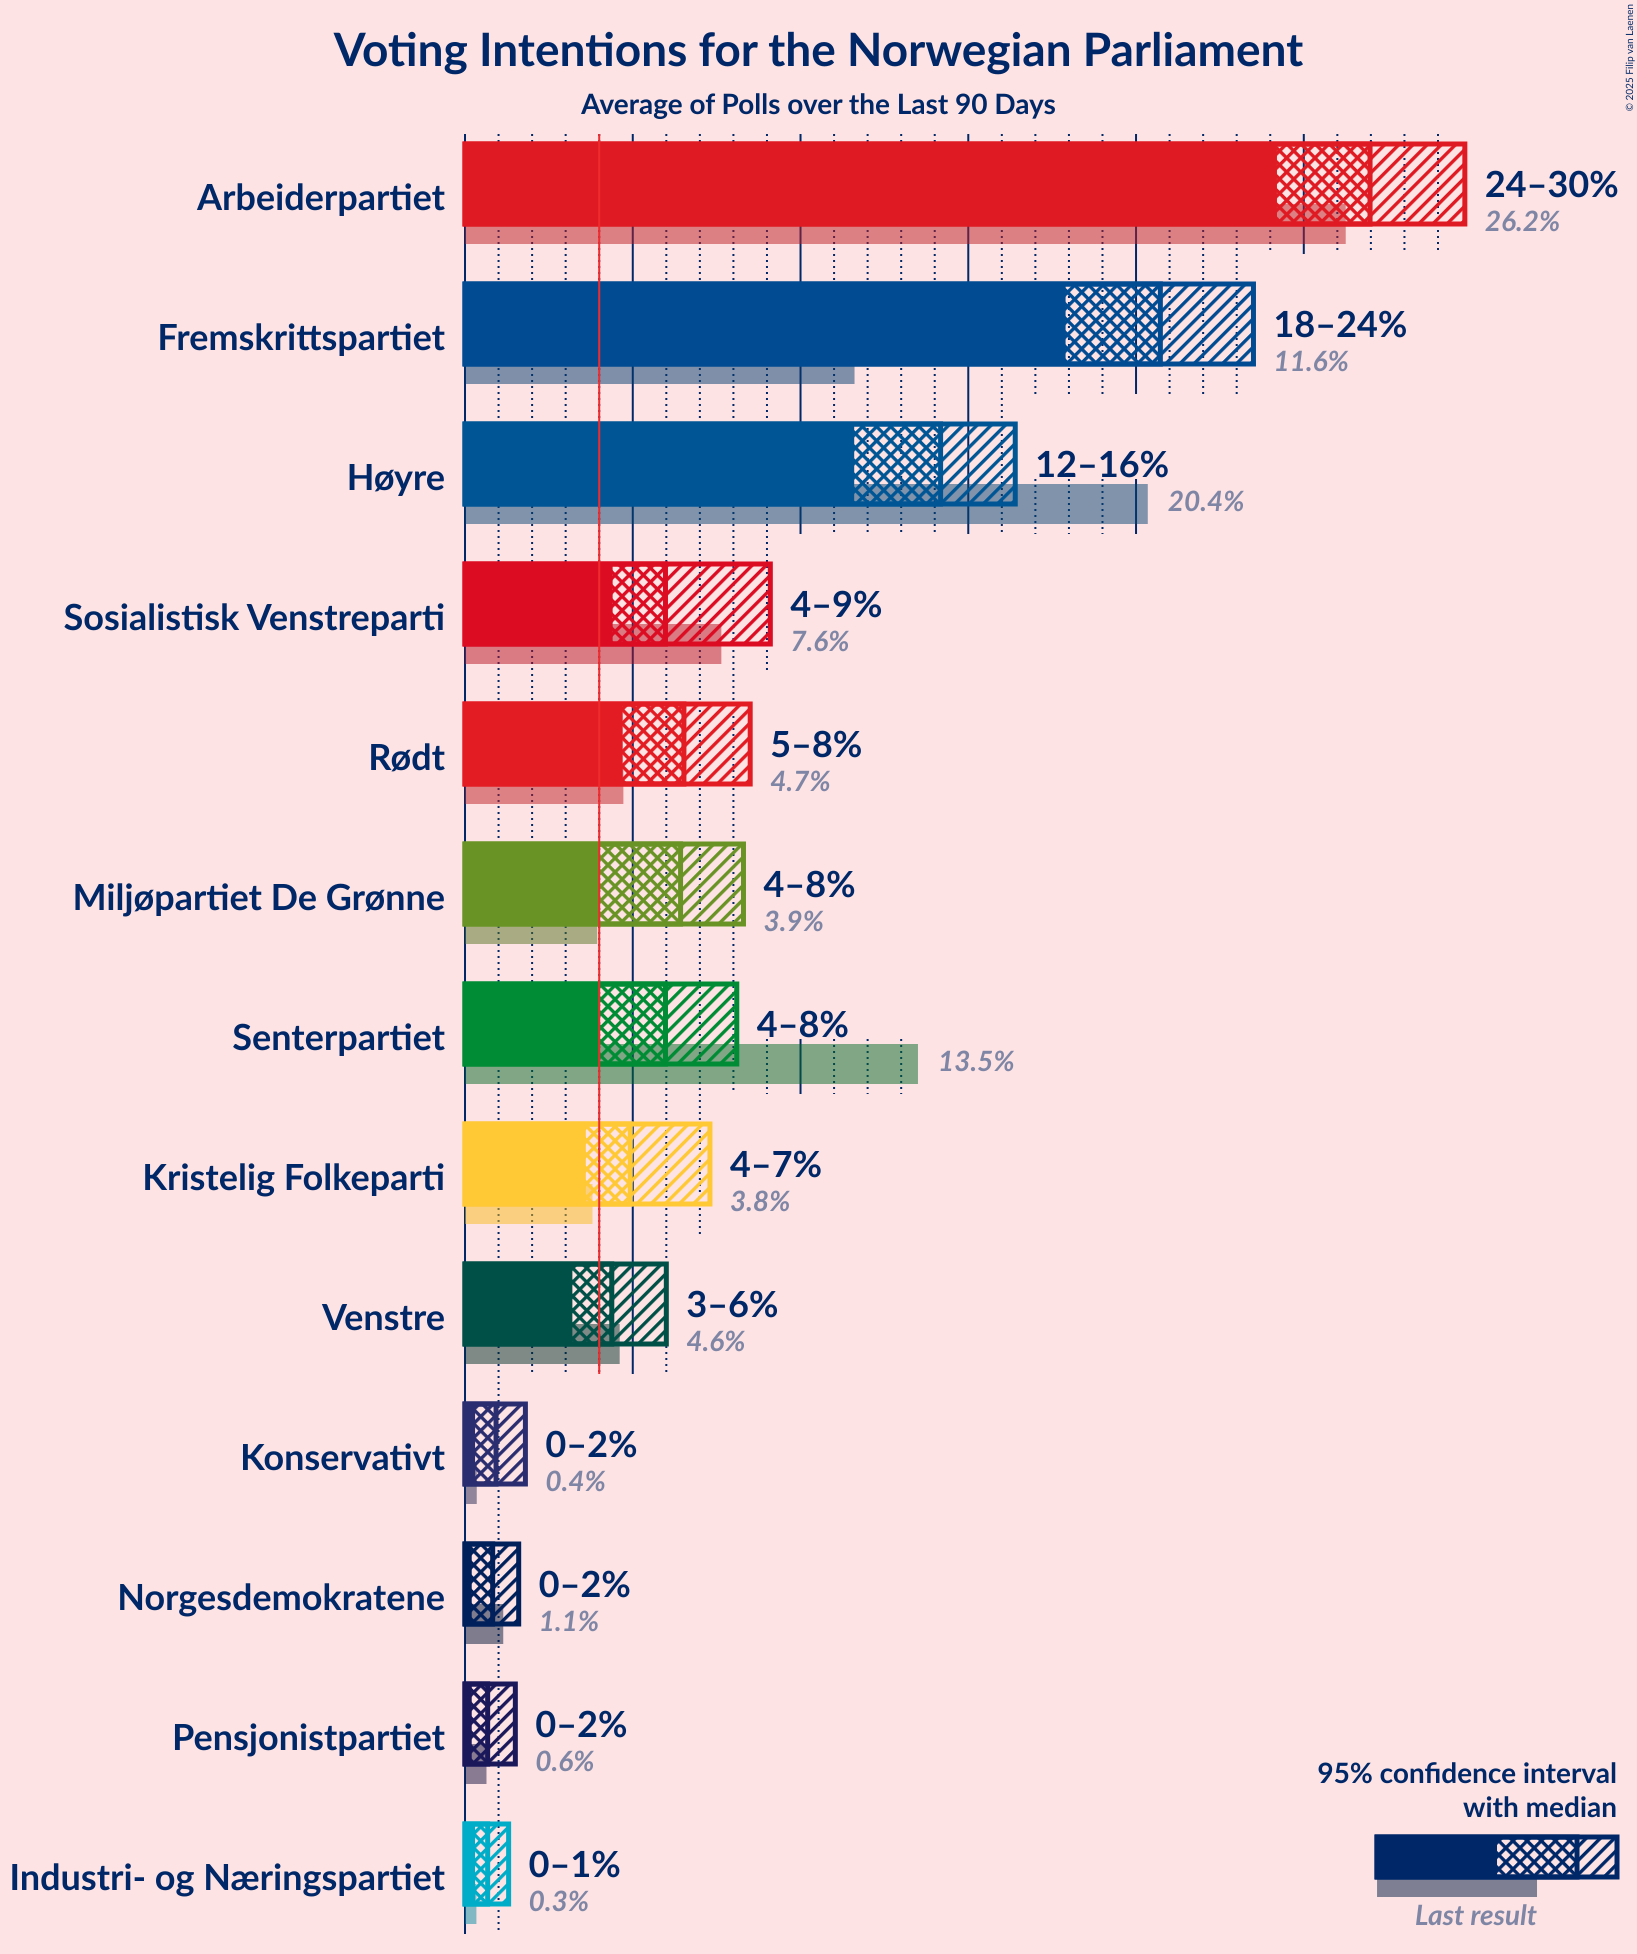 © 2025 Filip van Laenen
Voting Intentions for the Norwegian Parliament
Average of Polls over the Last 90 Days
Arbeiderpartiet
24–30%
26.2%
Fremskrittspartiet
18–24%
11.6%
Høyre
12–16%
20.4%
Sosialistisk Venstreparti
4–9%
7.6%
Rødt
5–8%
4.7%
Miljøpartiet De Grønne
4–8%
3.9%
Senterpartiet
4–8%
13.5%
Kristelig Folkeparti
4–7%
3.8%
Venstre
3–6%
4.6%
Konservativt
0–2%
0.4%
Norgesdemokratene
0–2%
1.1%
Pensjonistpartiet
0–2%
0.6%
Industri- og Næringspartiet
0–1%
0.3%
95% confidence interval
with median
Last result